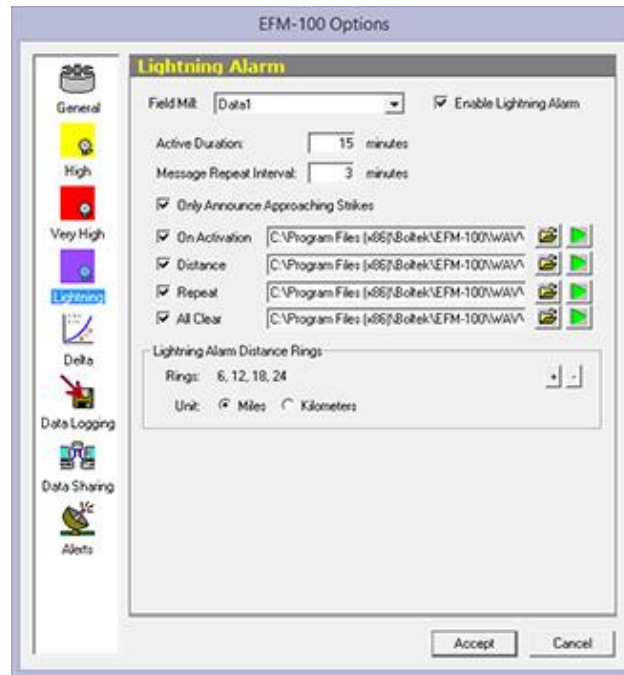 EFM-100 Options
General
High
Very High
Lightning
Delta
Data Logging
Data Sharing
Alerts
Lightning Alarm
Field Mill: Data1 Enable Lightning Alarm
Active Duration: 15 minutes
Message Repeat Interval: 3 minutes
Only Announce Approaching Strikes
On Activation C:\Program Files (x86)\Boltek\EFM-100\WAV\
Distance C:\Program Files (x86)\Boltek\EFM-100\WAV\
Repeat C:\Program Files (x86)\Boltek\EFM-100\WAV\
All Clear C:\Program Files (x86)\Boltek\EFM-100\WAV\
Lightning Alarm Distance Rings
Rings: 6, 12, 18, 24 + -
Unit: Miles Kilometers
Accept Cancel